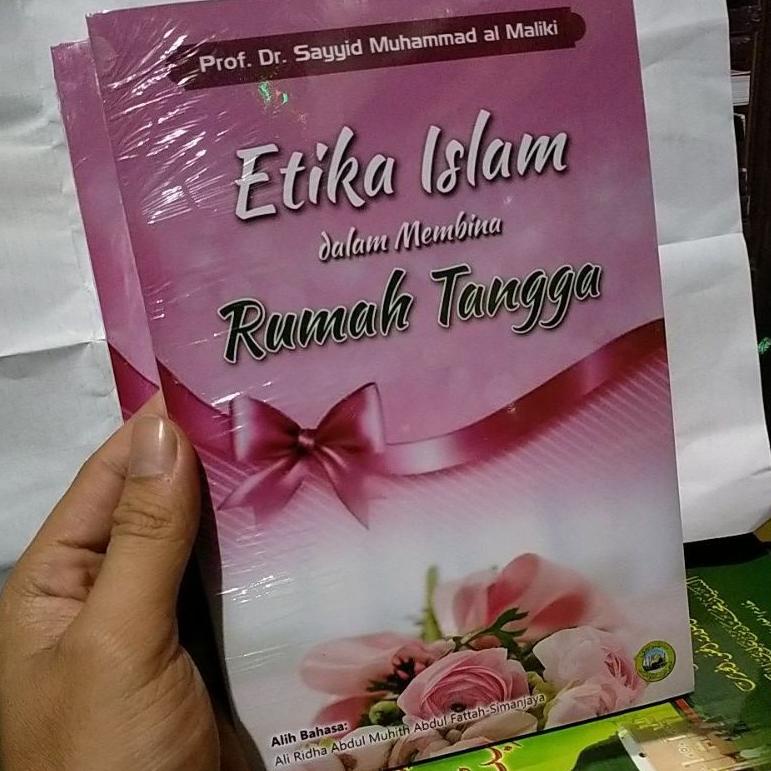 Prof. Dr. Sayyid Muhammad al Maliki
Etika Islam
dalam Membina
Rumah Tangga
Alih Bahasa:
Ali Ridha Abdul Muhith Abdul Fattah-Simanjaya